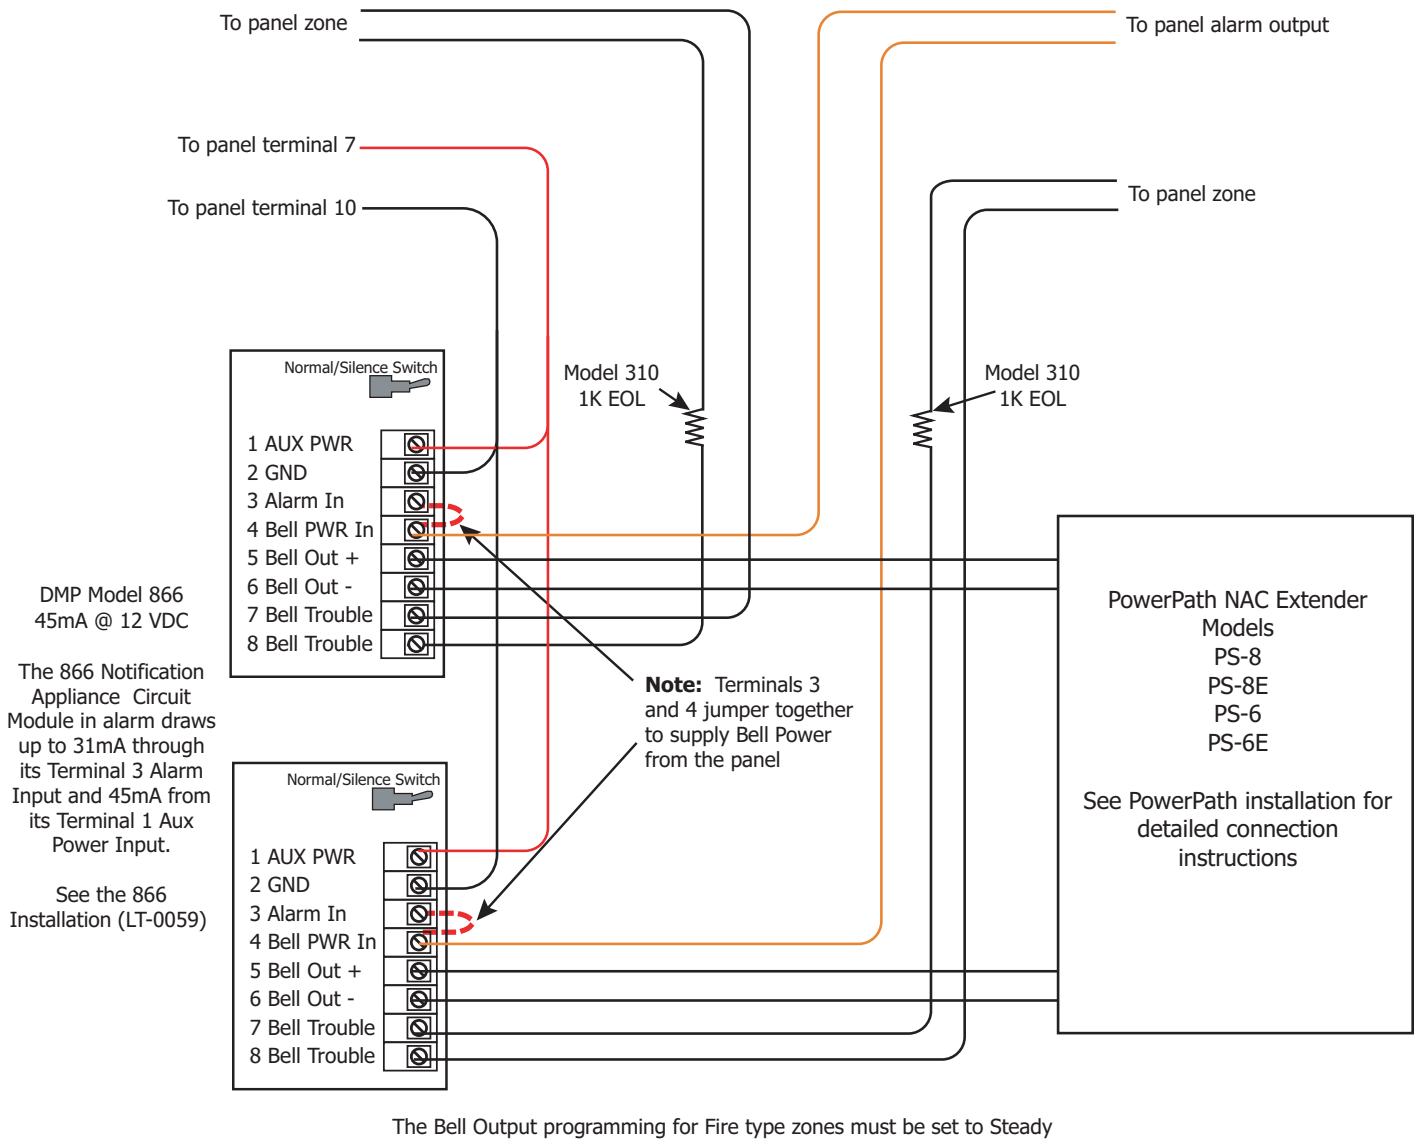 To panel zone
To panel alarm output
To panel terminal 7
To panel terminal 10
To panel zone
Normal/Silence Switch
1 AUX PWR
2 GND
3 Alarm In
4 Bell PWR In
5 Bell Out +
6 Bell Out -
7 Bell Trouble
8 Bell Trouble
Model 310
1K EOL
Model 310
1K EOL
DMP Model 866
45mA @ 12 VDC
The 866 Notification
Appliance Circuit
Module in alarm draws
up to 31mA through
its Terminal 3 Alarm
Input and 45mA from
its Terminal 1 Aux
Power Input.
See the 866
Installation (LT-0059)
Note: Terminals 3
and 4 jumper together
to supply Bell Power
from the panel
PowerPath NAC Extender
Models
PS-8
PS-8E
PS-6
PS-6E
See PowerPath installation for
detailed connection
instructions
Normal/Silence Switch
1 AUX PWR
2 GND
3 Alarm In
4 Bell PWR In
5 Bell Out +
6 Bell Out -
7 Bell Trouble
8 Bell Trouble
The Bell Output programming for Fire type zones must be set to Steady